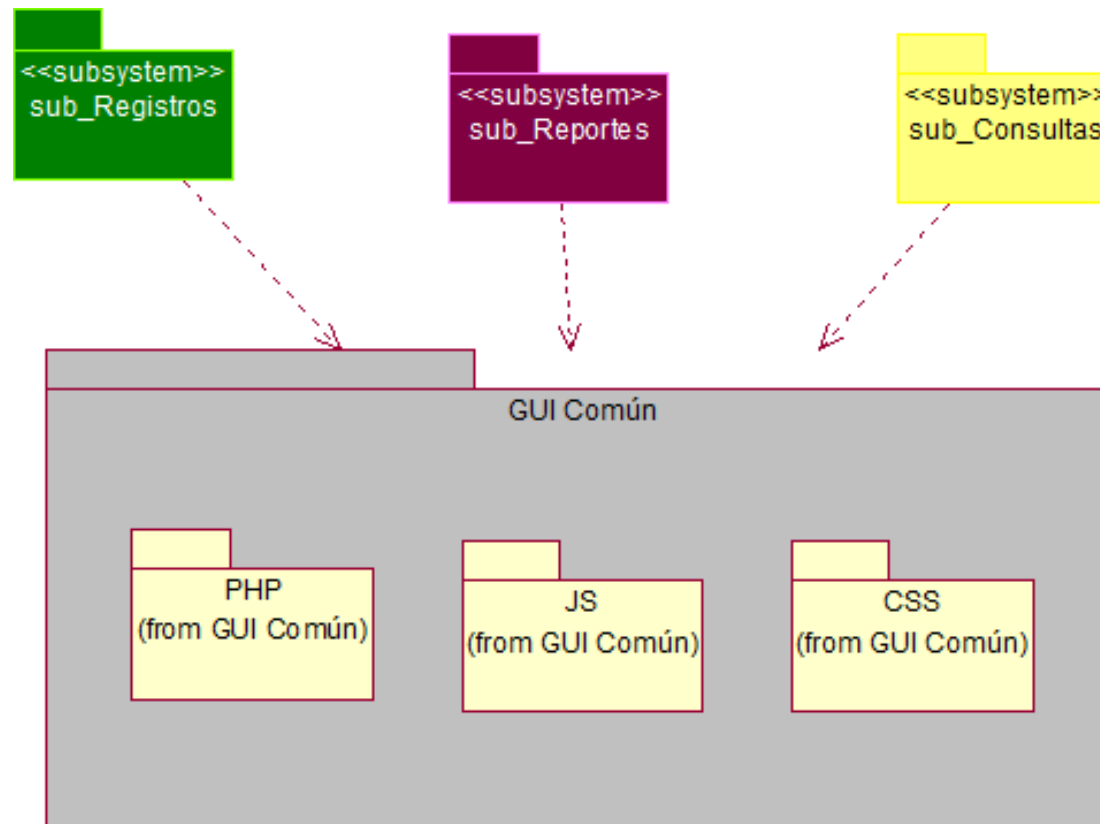 <<subsystem>>
sub_Registros
<<subsystem>>
sub_Reportes
<<subsystem>>
sub_Consultas
GUI Común
PHP
(from GUI Común)
JS
(from GUI Común)
CSS
(from GUI Común)